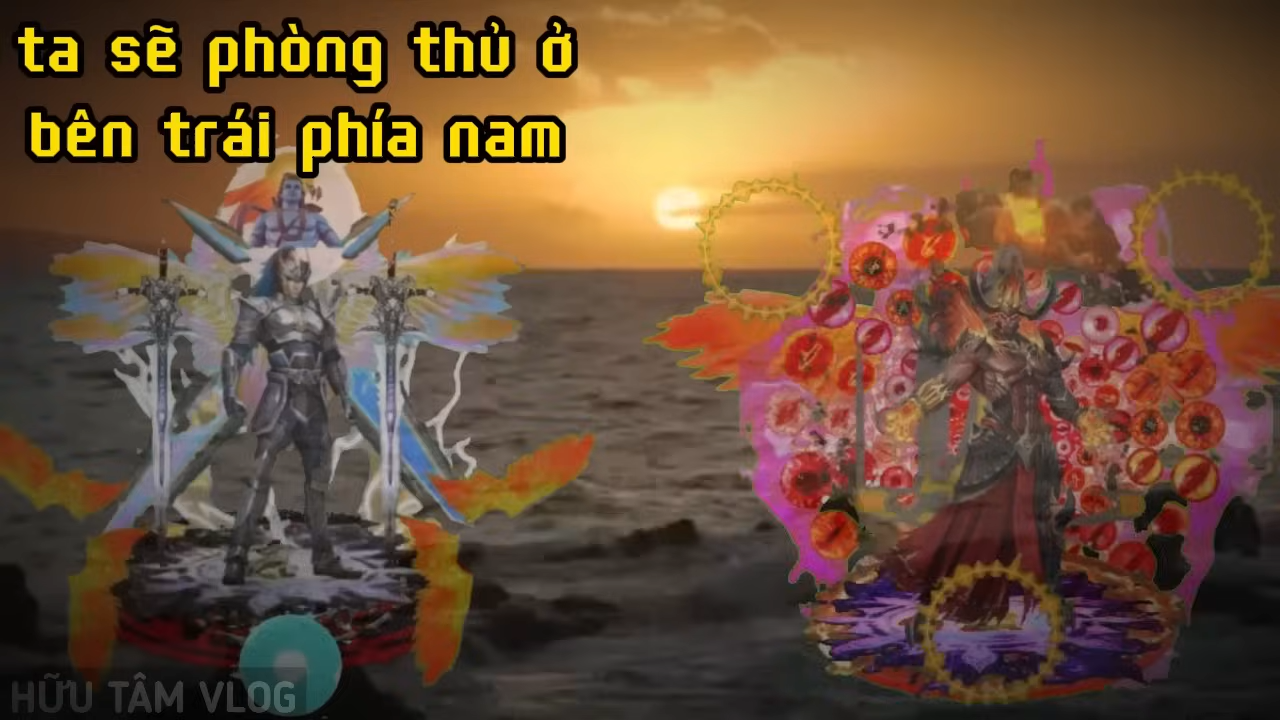 ta sẽ phòng thủ ở
bên trái phía nam
HỮU TÂM VLOG